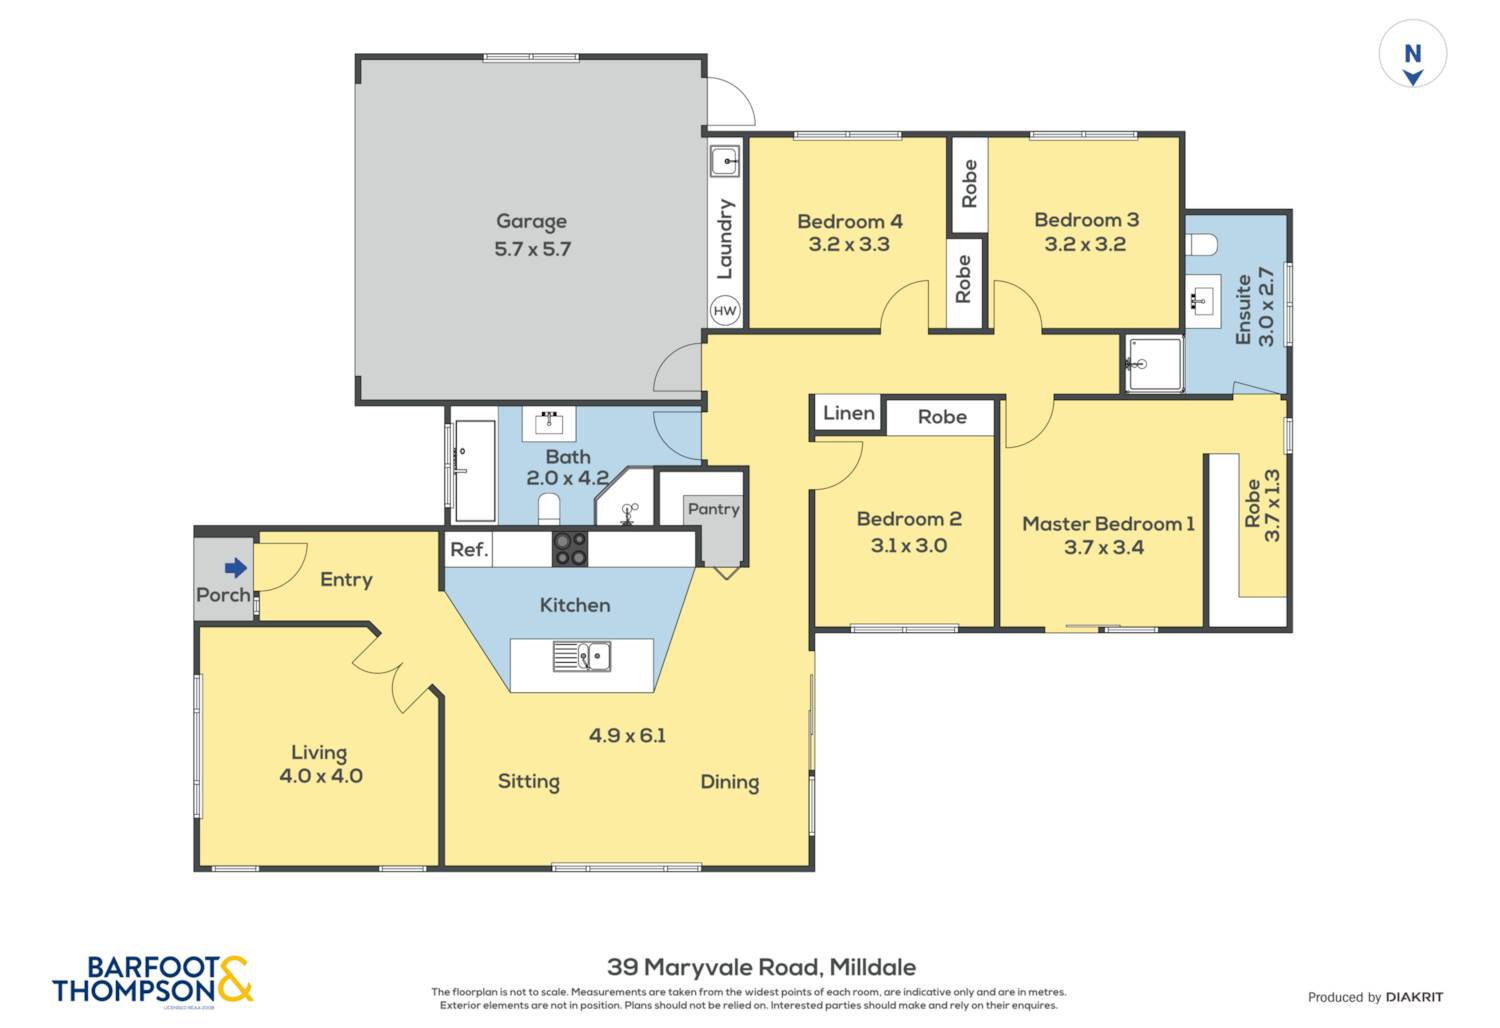 N
Garage
5.7 x 5.7
Laundry
HW
Bedroom 4
3.2 x 3.3
Robe
Robe
Bedroom 3
3.2 x 3.2
Ensuite
3.0 x 2.7
Linen
Robe
Bath
2.0 x 4.2
Pantry
Bedroom 2
3.1 x 3.0
Master Bedroom 1
3.7 x 3.4
Robe
3.7 x 1.3
Ref.
Entry
Porch
Kitchen
Living
4.0 x 4.0
4.9 x 6.1
Sitting
Dining
BARFOOT&
THOMPSON
LICENSED REAA 2008
39 Maryvale Road, Milldale
The floorplan is not to scale. Measurements are taken from the widest points of each room, are indicative only and are in metres.
Exterior elements are not in position. Plans should not be relied on. Interested parties should make and rely on their enquires.
Produced by DIAKRIT